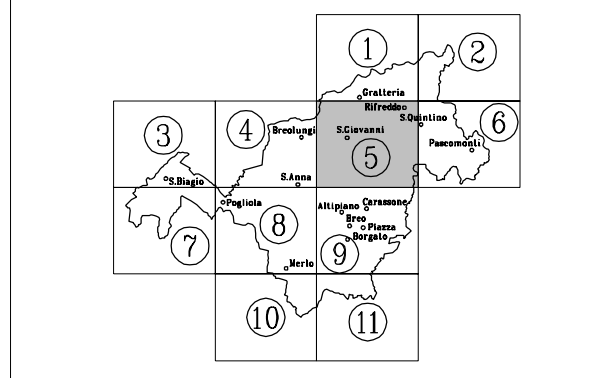 1
2
Gratteria
Rifreddo
3
4
S.Quintino
6
Breolungi
S.Giovanni
Pascomonti
5
S.Biagio
S.Anna
Pogliola
Altipiano
Carassone
8
Breo
Piazza
7
Borgato
9
Merlo
10
11